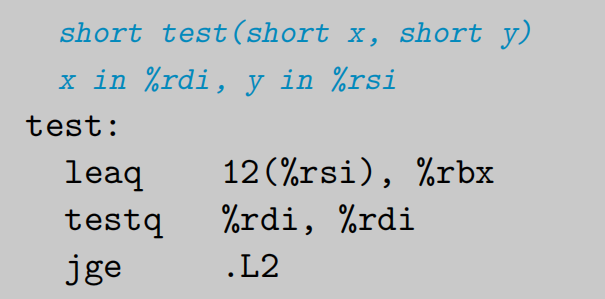 short test(short x, short y)
x in %rdi, y in %rsi
test:
leaq 12(%rsi), %rbx
testq %rdi, %rdi
jge .L2